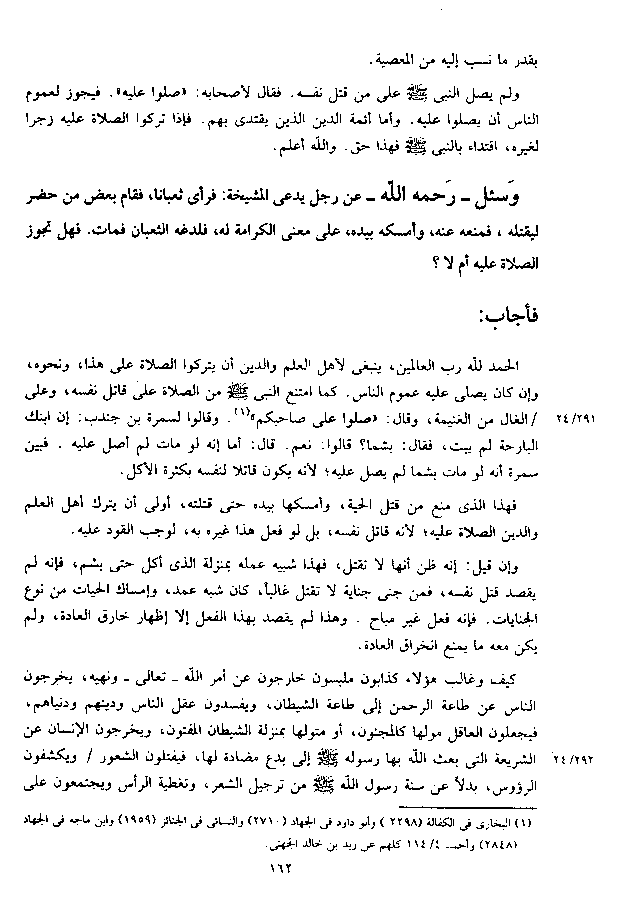 بقدر ما نسب إليه من المعصية.
ولم يصل النبي ﷺ على من قتل نفسه. فقال لأصحابه: «صلوا عليه». فيجوز لعموم
الناس أن يصلوا عليه. وأما أئمة الدين الذين يقتدى بهم. فإذا تركوا الصلاة عليه زجرا
لغيره، اقتداء بالنبي ﷺ فهذا حق. والله أعلم.
وَسئل ـ رَحمه اللّه ـ عن رجل يدعى المشيخة: فرأى ثعبانا، فقام بعض من حضر
ليقتله ، فمنعه عنه، وأمسكه بيده، على معنى الكرامة له، فلدغه الثعبان فمات. فهل تجوز
الصلاة عليه أم لا ؟
فأجاب:
الحمد لله رب العالمين، ينبغى لأهل العلم والدين أن يتركوا الصلاة على هذا، ونحوه،
وإن كان يصلى عليه عموم الناس. كما امتنع النبي ﷺ من الصلاة على قاتل نفسه، وعلى
٢٤/٢٩١ / الغال من الغنيمة، وقال: «صلوا على صاحبكم»(١). وقالوا لسمرة بن جندب: إن ابنك
البارحة لم يبت، فقال: بشما؟ قالوا: نعم. قال: أما إنه لو مات لم أصل عليه . فبين
سمرة أنه لو مات بشما لم يصل عليه؛ لأنه يكون قاتلا لنفسه بكثرة الأكل.
فهذا الذى منع من قتل الحية، وأمسكها بيده حتى قتلته، أولى أن يترك أهل العلم
والدين الصلاة عليه؛ لأنه قاتل نفسه، بل لو فعل هذا غيره به، لوجب القود عليه.
وإن قيل: إنه ظن أنها لا تقتل، فهذا شبيه عمله بمنزلة الذى أكل حتى بشم، فإنه لم
يقصد قتل نفسه، فمن جنى جناية لا تقتل غالباً، كان شبه عمد، وإمساك الحيات من نوع
الجنايات. فإنه فعل غير مباح . وهذا لم يقصد بهذا الفعل إلا إظهار خارق العادة، ولم
يكن معه ما يمنع انخراق العادة.
كيف وغالب هؤلاء كذابون ملبسون خارجون عن أمر الله ـ تعالى ـ ونهيه، يخرجون
الناس عن طاعة الرحمن إلى طاعة الشيطان، ويفسدون عقل الناس ودينهم ودنياهم،
فيجعلون العاقل مولها كالمجنون، أو متولها بمنزلة الشيطان المفتون، ويخرجون الإنسان عن
٢٤/٢٩٢ الشريعة التى بعث الله بها رسوله ﷺ إلى بدع مضادة لها، فيفتلون الشعور / ويكشفون
الرؤوس، بدلاً عن سنة رسول الله ﷺ من ترجيل الشعر، وتغطية الرأس ويجتمعون على
(١) البخارى فى الكفالة (٢٢٩٨ ) وأبو داود فى الجهاد (٢٧١٠) والنسائى فى الجنائز (١٩٥٩) وابن ماجه فى الجهاد
(٢٨٤٨) وأحمـد ٤/ ١١٤ كلهم عن زيد بن خالد الجهنى.
١٦٢